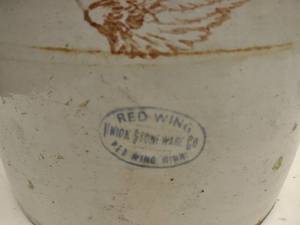 RED WING
UNION STONEWARE CO
RED WING MINN.